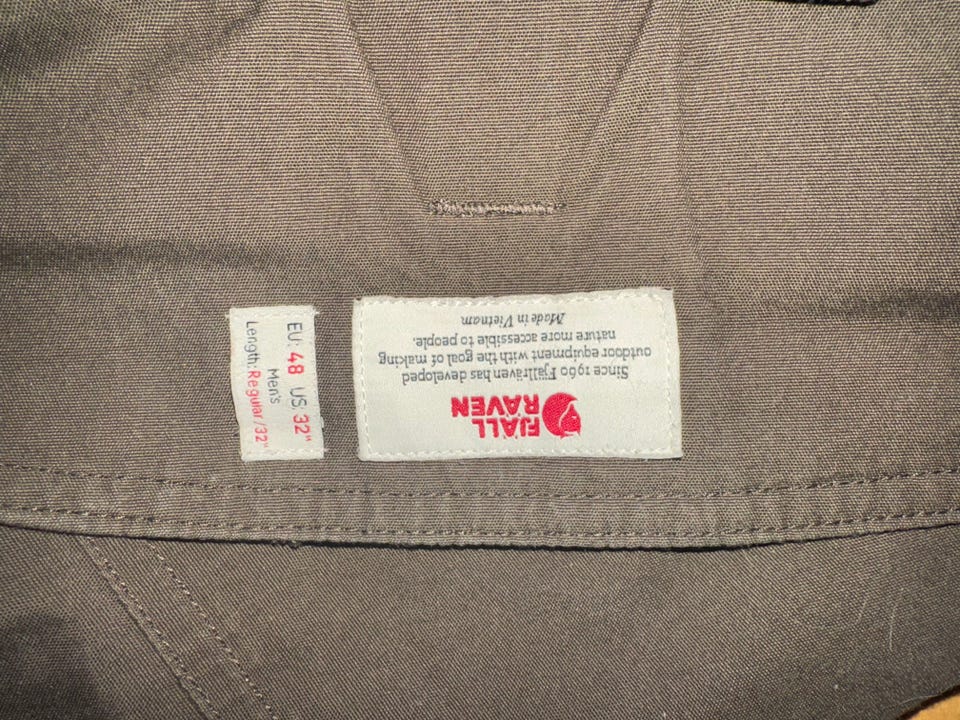 FJÄLL
RÄVEN
Since 1960 Fjällräven has developed
outdoor equipment with the goal of making
nature more accessible to people.
Made in Vietnam
EU: 48 US: 32"
Men's
Length: Regular/32"